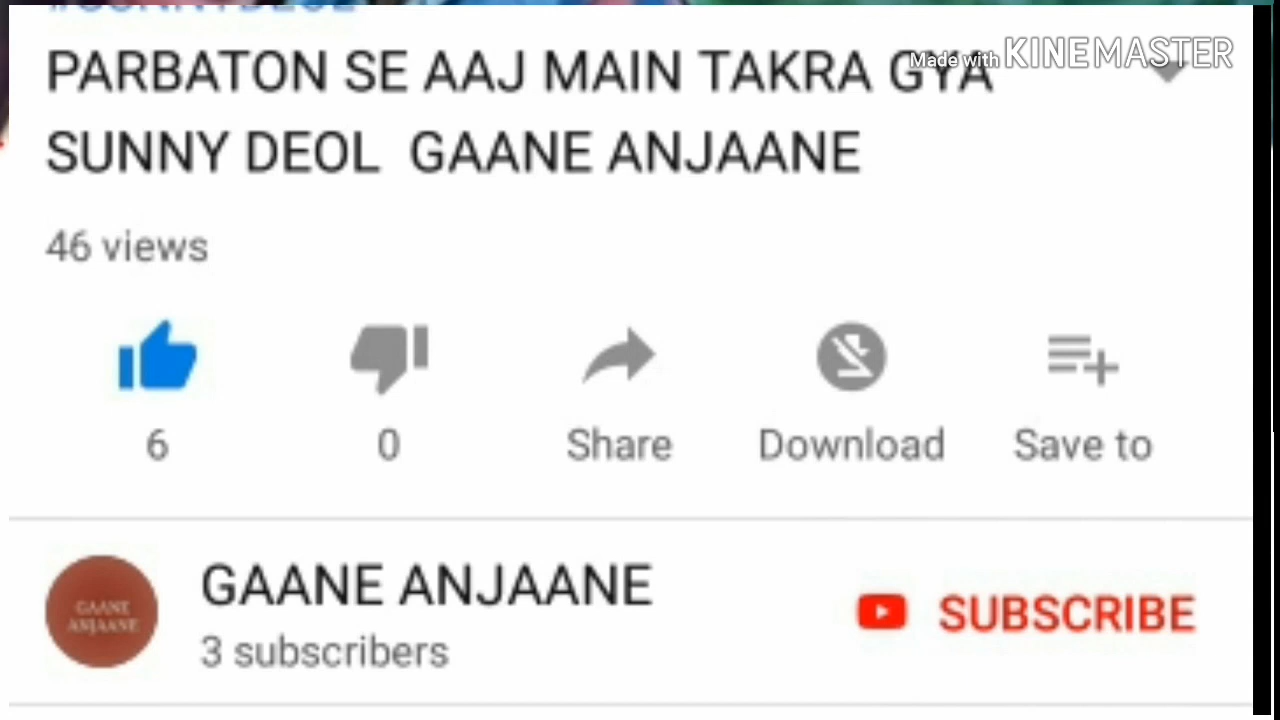 #SUNNYDEOL
PARBATON SE AAJ MAIN TAKRA GYA
Made with KINEMASTER
SUNNY DEOL GAANE ANJAANE
46 views
6
0
Share
Download
Save to
GAANE
ANJAANE
GAANE ANJAANE
3 subscribers
SUBSCRIBE